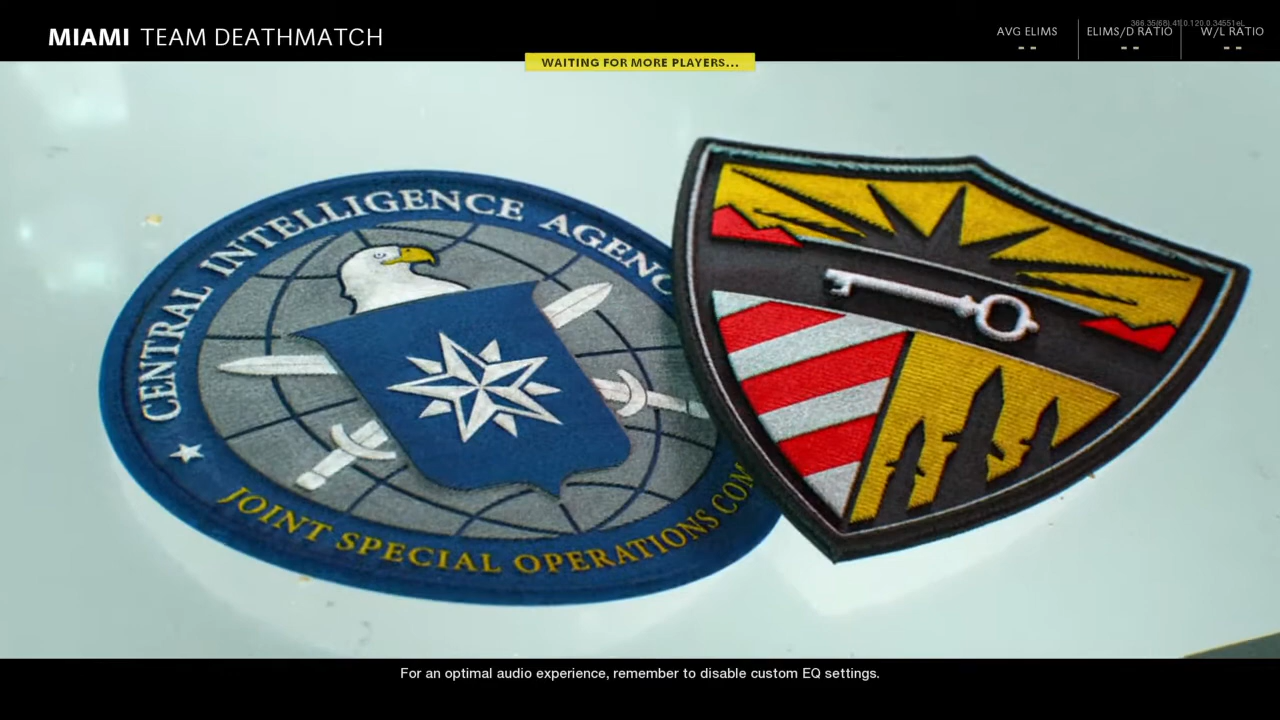 MIAMI TEAM DEATHMATCH
AVG ELIMS
ELIMS/D RATIO
W/L RATIO
-- -- --
WAITING FOR MORE PLAYERS...
CENTRAL INTELLIGENCE AGENC
JOINT SPECIAL OPERATIONS COM
For an optimal audio experience, remember to disable custom EQ settings.